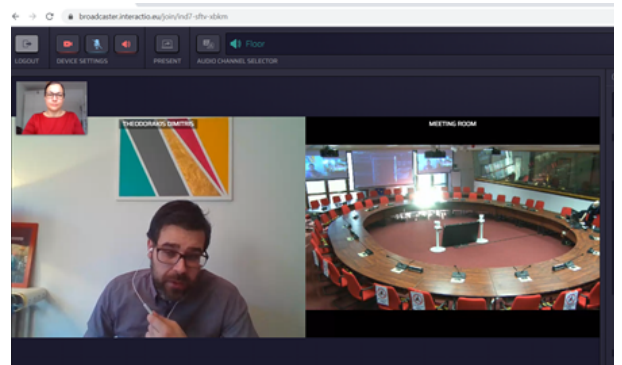 broadcaster.interactio.eu/join/ind7-sftv-xbkm
Floor
LOGOUT
DEVICE SETTINGS
PRESENT
AUDIO CHANNEL SELECTOR
THEODORAKIS DIMITRIS
MEETING ROOM